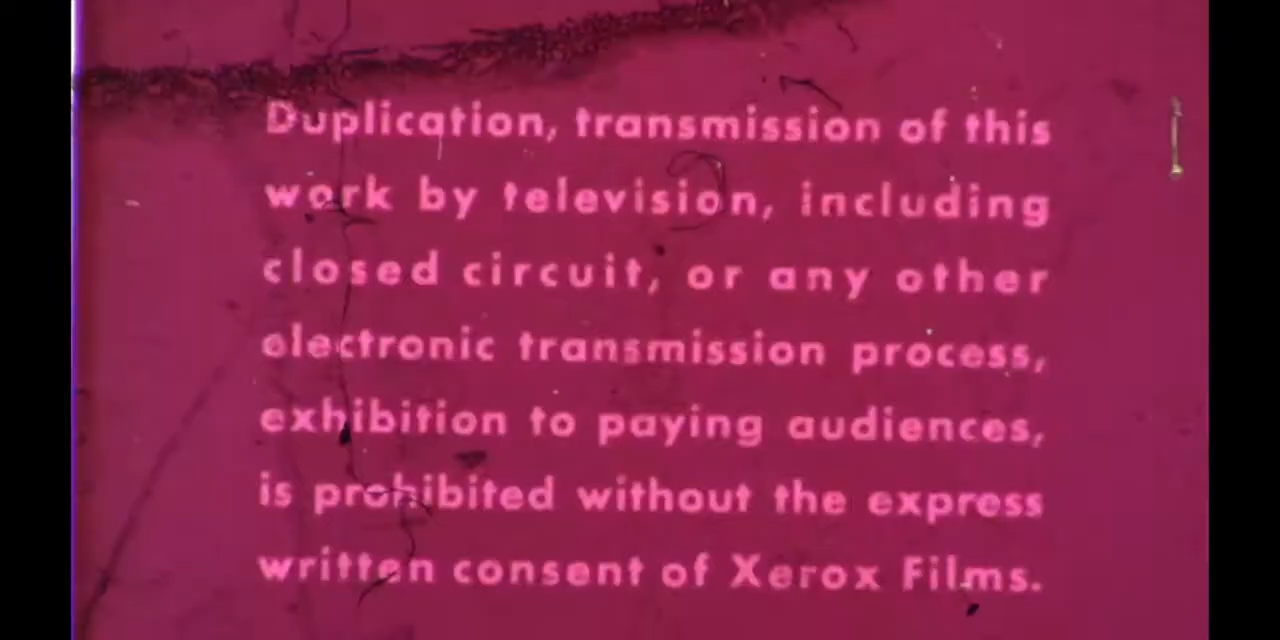 Duplication, transmission of this
work by television, including
closed circuit, or any other
electronic transmission process,
exhibition to paying audiences,
is prohibited without the express
written consent of Xerox Films.